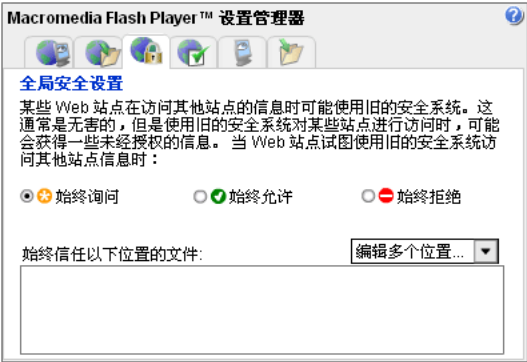 Macromedia Flash Player™ 设置管理器
全局安全设置
某些 Web 站点在访问其他站点的信息时可能使用旧的安全系统。这
通常是无害的，但是使用旧的安全系统对某些站点进行访问时，可能
会获得一些未经授权的信息。 当 Web 站点试图使用旧的安全系统访
问其他站点信息时：
始终询问 始终允许 始终拒绝
始终信任以下位置的文件: 编辑多个位置...